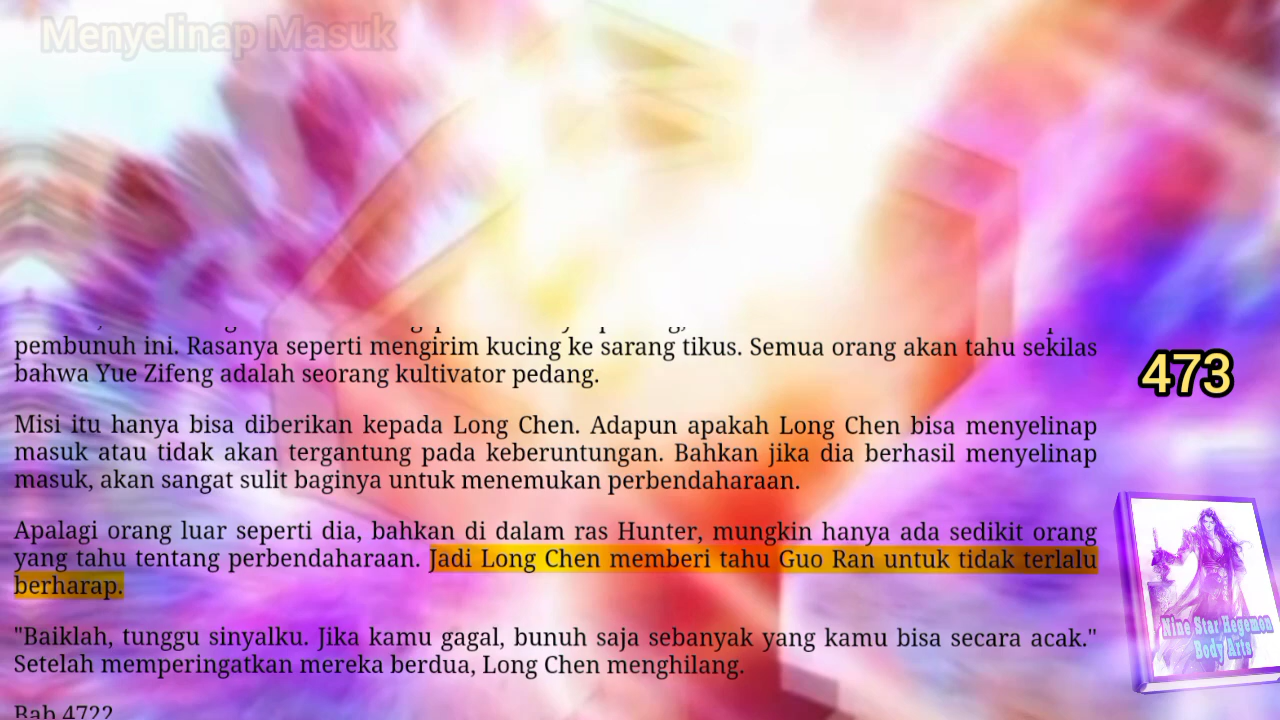 Menyelinap Masuk
pembunuh ini. Rasanya seperti mengirim kucing ke sarang tikus. Semua orang akan tahu sekilas
bahwa Yue Zifeng adalah seorang kultivator pedang.
Misi itu hanya bisa diberikan kepada Long Chen. Adapun apakah Long Chen bisa menyelinap
masuk atau tidak akan tergantung pada keberuntungan. Bahkan jika dia berhasil menyelinap
masuk, akan sangat sulit baginya untuk menemukan perbendaharaan.
Apalagi orang luar seperti dia, bahkan di dalam ras Hunter, mungkin hanya ada sedikit orang
yang tahu tentang perbendaharaan. Jadi Long Chen memberi tahu Guo Ran untuk tidak terlalu
berharap.
"Baiklah, tunggu sinyalku. Jika kamu gagal, bunuh saja sebanyak yang kamu bisa secara acak."
Setelah memperingatkan mereka berdua, Long Chen menghilang.
Bab 4722
473
Nine Star Hegemon
Body Arts